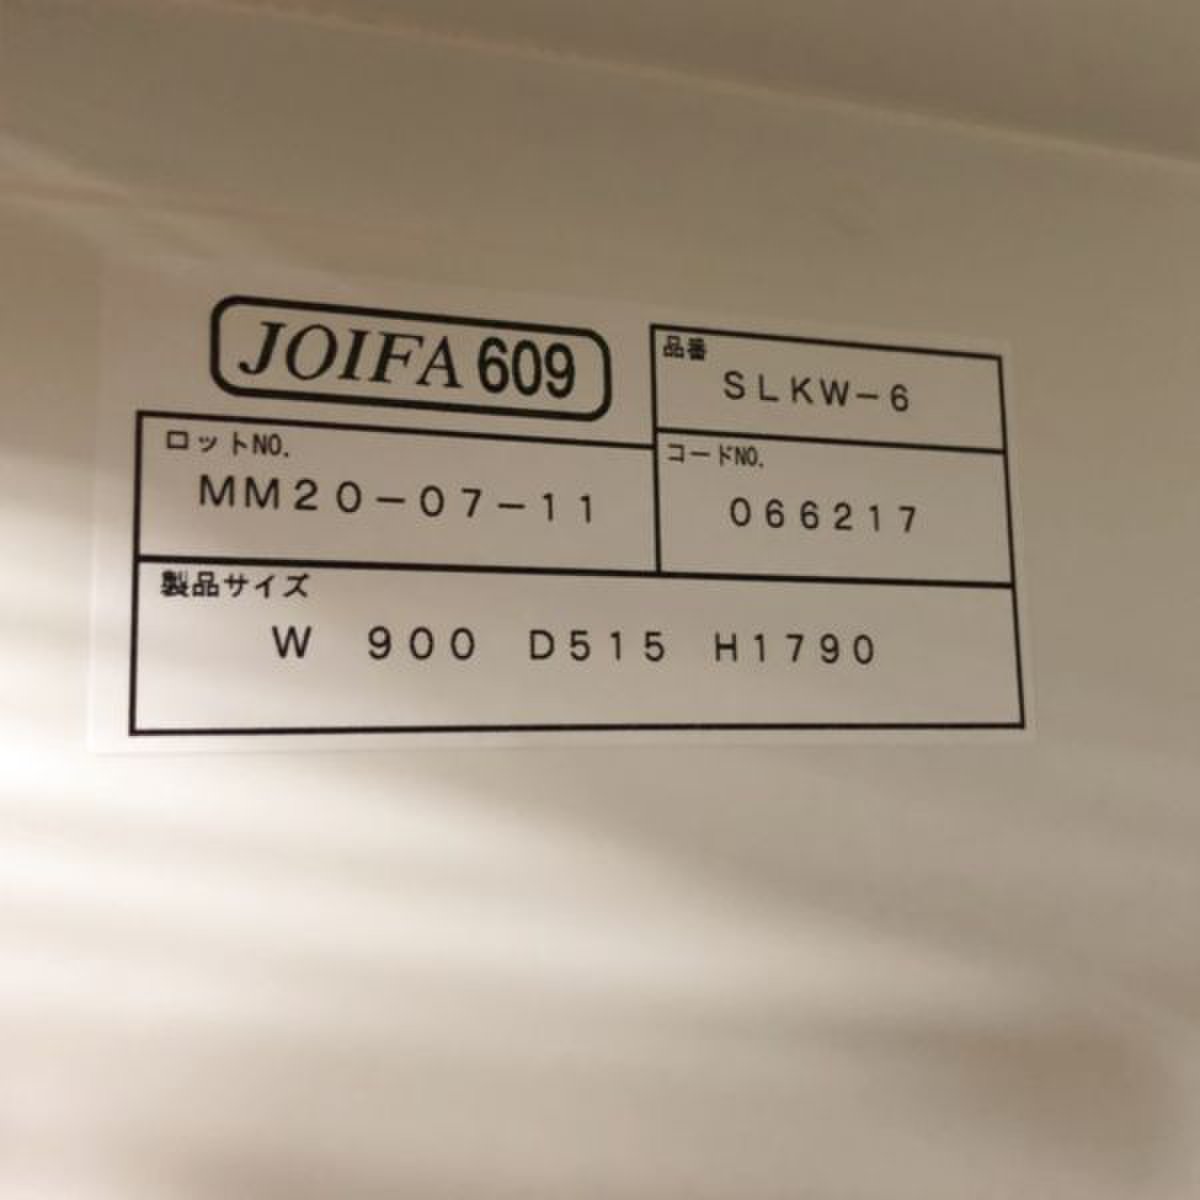 JOIFA 609
品番
SLKW-6
ロットNO.
MM20-07-11
コードNO.
066217
製品サイズ
W 900 D515 H1790